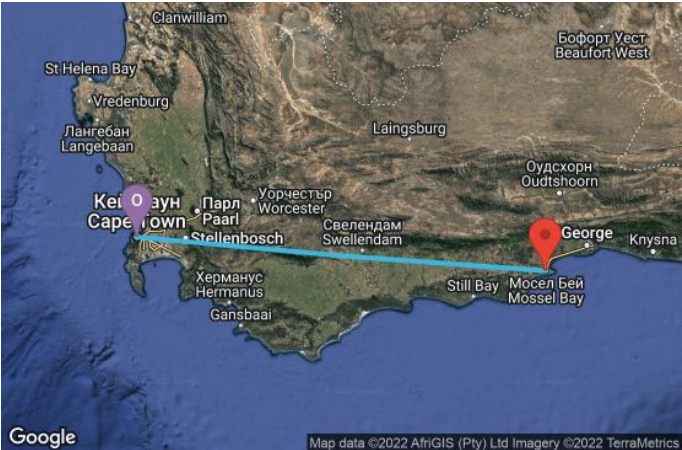 Clanwilliam
Бофорт Уест
Beaufort West
St Helena Bay
Vredenburg
Лангебан
Langebaan
Laingsburg
Оудсхорн
Oudtshoorn
Парл
Paarl
Уорчестър
Worcester
O
Cape Town
Stellenbosch
Свелендам
Swellendam
George
Knysna
Херманус
Hermanus
Gansbaai
Still Bay
Мосел Бей
Mossel Bay
Google
Map data ©2022 AfriGIS (Pty) Ltd Imagery ©2022 TerraMetrics